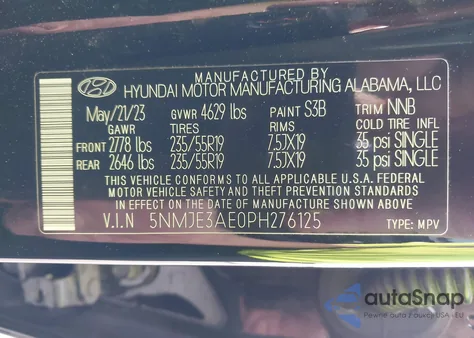 MANUFACTURED BY
HYUNDAI MOTOR MANUFACTURING ALABAMA, LLC
May/21/23 GVWR 4629 lbs PAINT S3B TRIM NNB
GAWR TIRES RIMS COLD TIRE INFL
FRONT 2778 lbs 235/55R19 7.5JX19 35 psi SINGLE
REAR 2646 lbs 235/55R19 7.5JX19 35 psi SINGLE
THIS VEHICLE CONFORMS TO ALL APPLICABLE U.S.A. FEDERAL
MOTOR VEHICLE SAFETY AND THEFT PREVENTION STANDARDS
IN EFFECT ON THE DATE OF MANUFACTURE SHOWN ABOVE.
V.I.N 5NMJE3AE0PH276125 TYPE: MPV
autoSnap